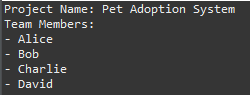 Project Name: Pet Adoption System
Team Members:
- Alice
- Bob
- Charlie
- David